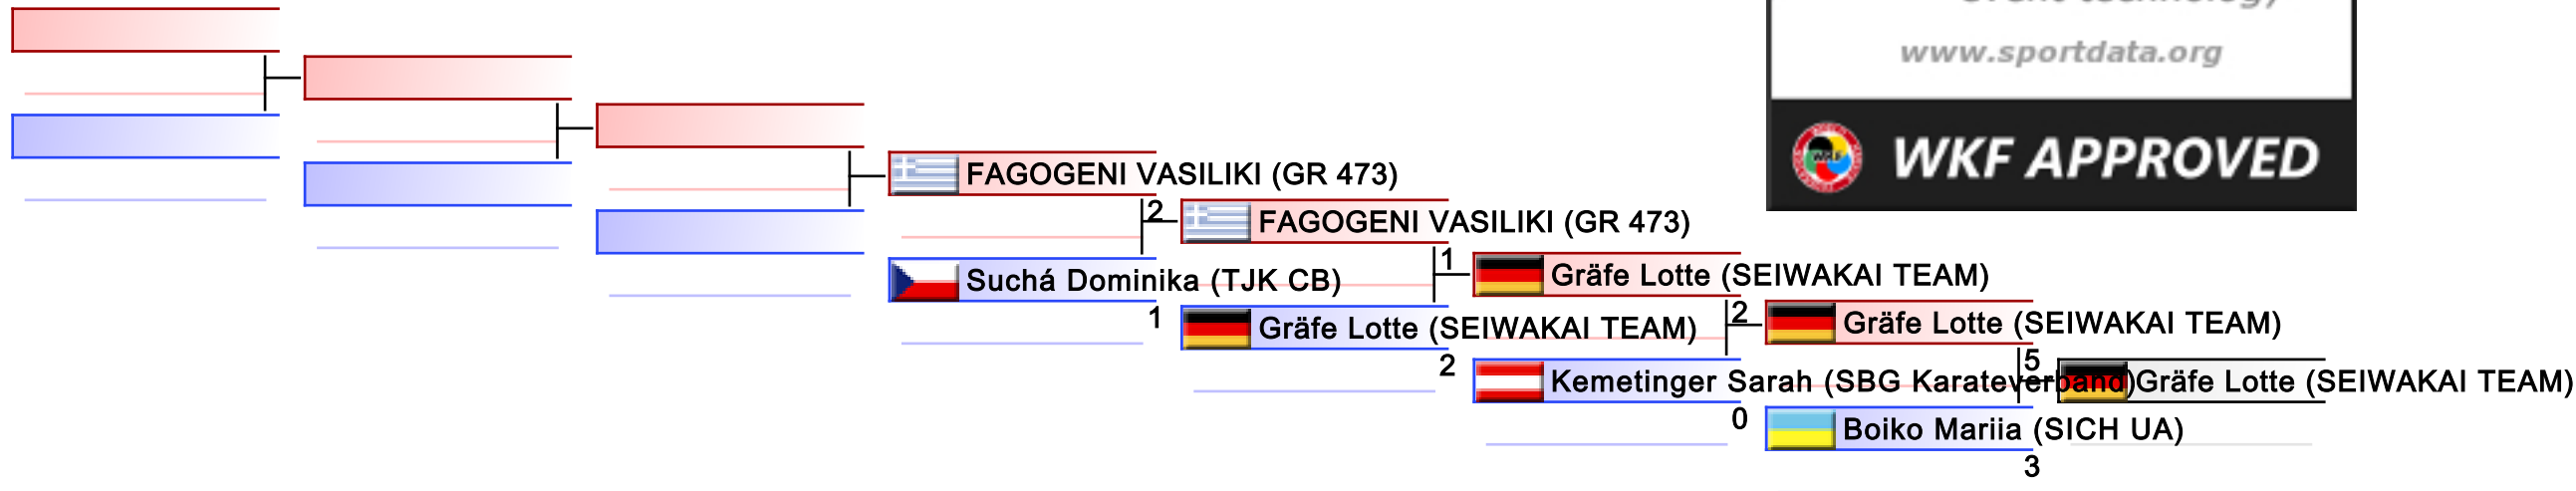 event technology
www.sportdata.org
WKF APPROVED
FAGOGENI VASILIKI (GR 473)
2
FAGOGENI VASILIKI (GR 473)
Suchá Dominika (TJK CB)
1
1
Gräfe Lotte (SEIWAKAI TEAM)
Gräfe Lotte (SEIWAKAI TEAM)
2
2
Gräfe Lotte (SEIWAKAI TEAM)
Kemetinger Sarah (SBG Karateverband)
0
5
Gräfe Lotte (SEIWAKAI TEAM)
Boiko Mariia (SICH UA)
3